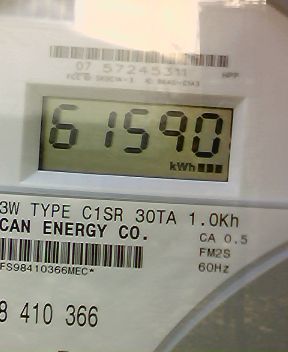 07 57245311 HPP
61590
kWh
3W TYPE C1SR 30TA 1.0Kh
CAN ENERGY CO.
CA 0.5
FM2S
60Hz
FS98410366MEC*
8 410 366